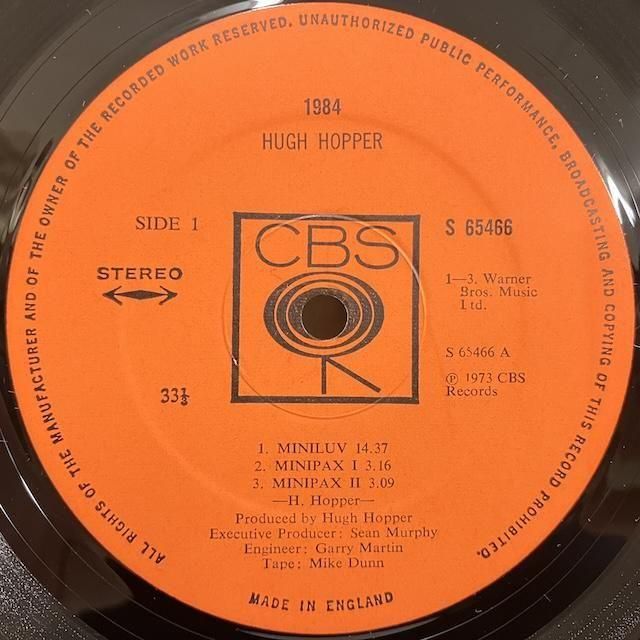 ALL RIGHTS OF THE MANUFACTURER AND OF THE OWNER OF THE RECORDED WORK RESERVED. UNAUTHORIZED PUBLIC PERFORMANCE, BROADCASTING AND COPYING OF THIS RECORD PROHIBITED.
1984
HUGH HOPPER
SIDE 1
STEREO
33⅓
CBS
S 65466
1—3. Warner
Bros. Music
Ltd.
S 65466 A
℗ 1973 CBS
Records
1. MINILUV 14.37
2. MINIPAX I 3.16
3. MINIPAX II 3.09
—H. Hopper—
Produced by Hugh Hopper
Executive Producer: Sean Murphy
Engineer: Garry Martin
Tape: Mike Dunn
MADE IN ENGLAND